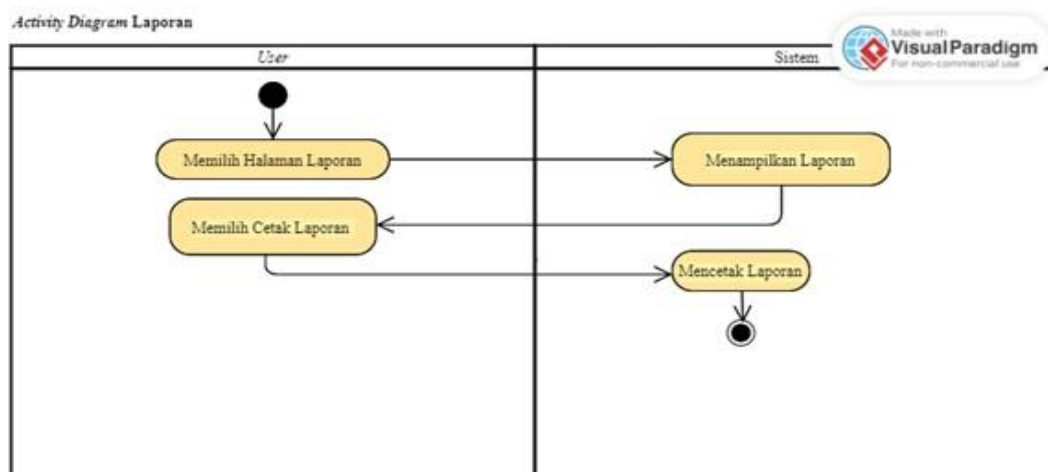 Activity Diagram Laporan
User
Sistem
Made with
Visual Paradigm
For non-commercial use
Memilih Halaman Laporan
Menampilkan Laporan
Memilih Cetak Laporan
Mencetak Laporan